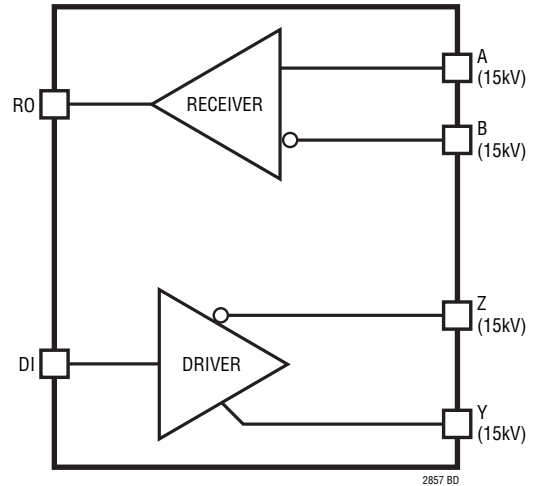 A
(15kV)
RO
RECEIVER
B
(15kV)
Z
(15kV)
DI
DRIVER
Y
(15kV)
2857 BD